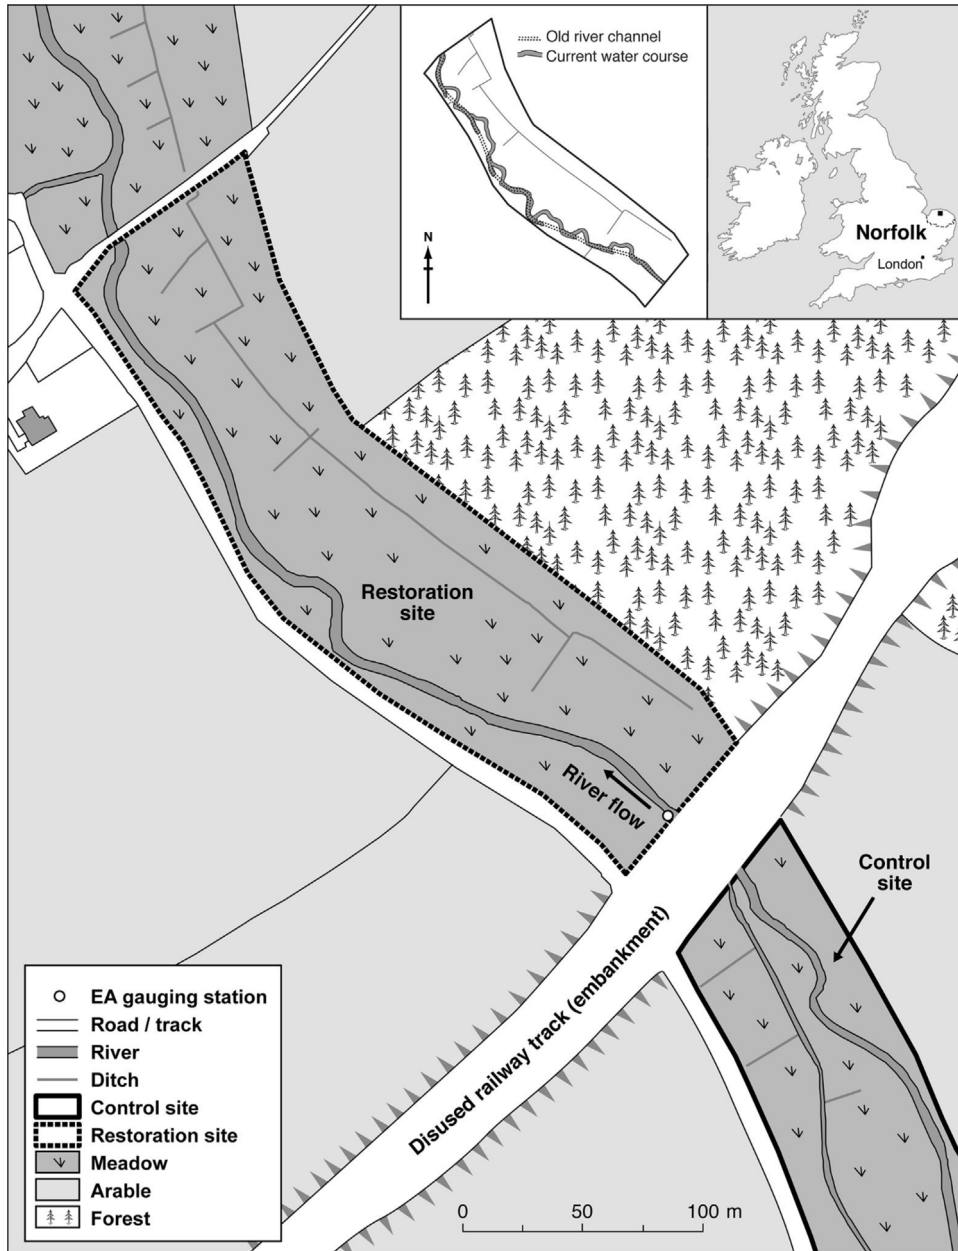 Old river channel
Current water course
N
Norfolk
London
Restoration
site
River flow
Control
site
Disused railway track (embankment)
EA gauging station
Road / track
River
Ditch
Control site
Restoration site
Meadow
Arable
Forest
0 50 100 m